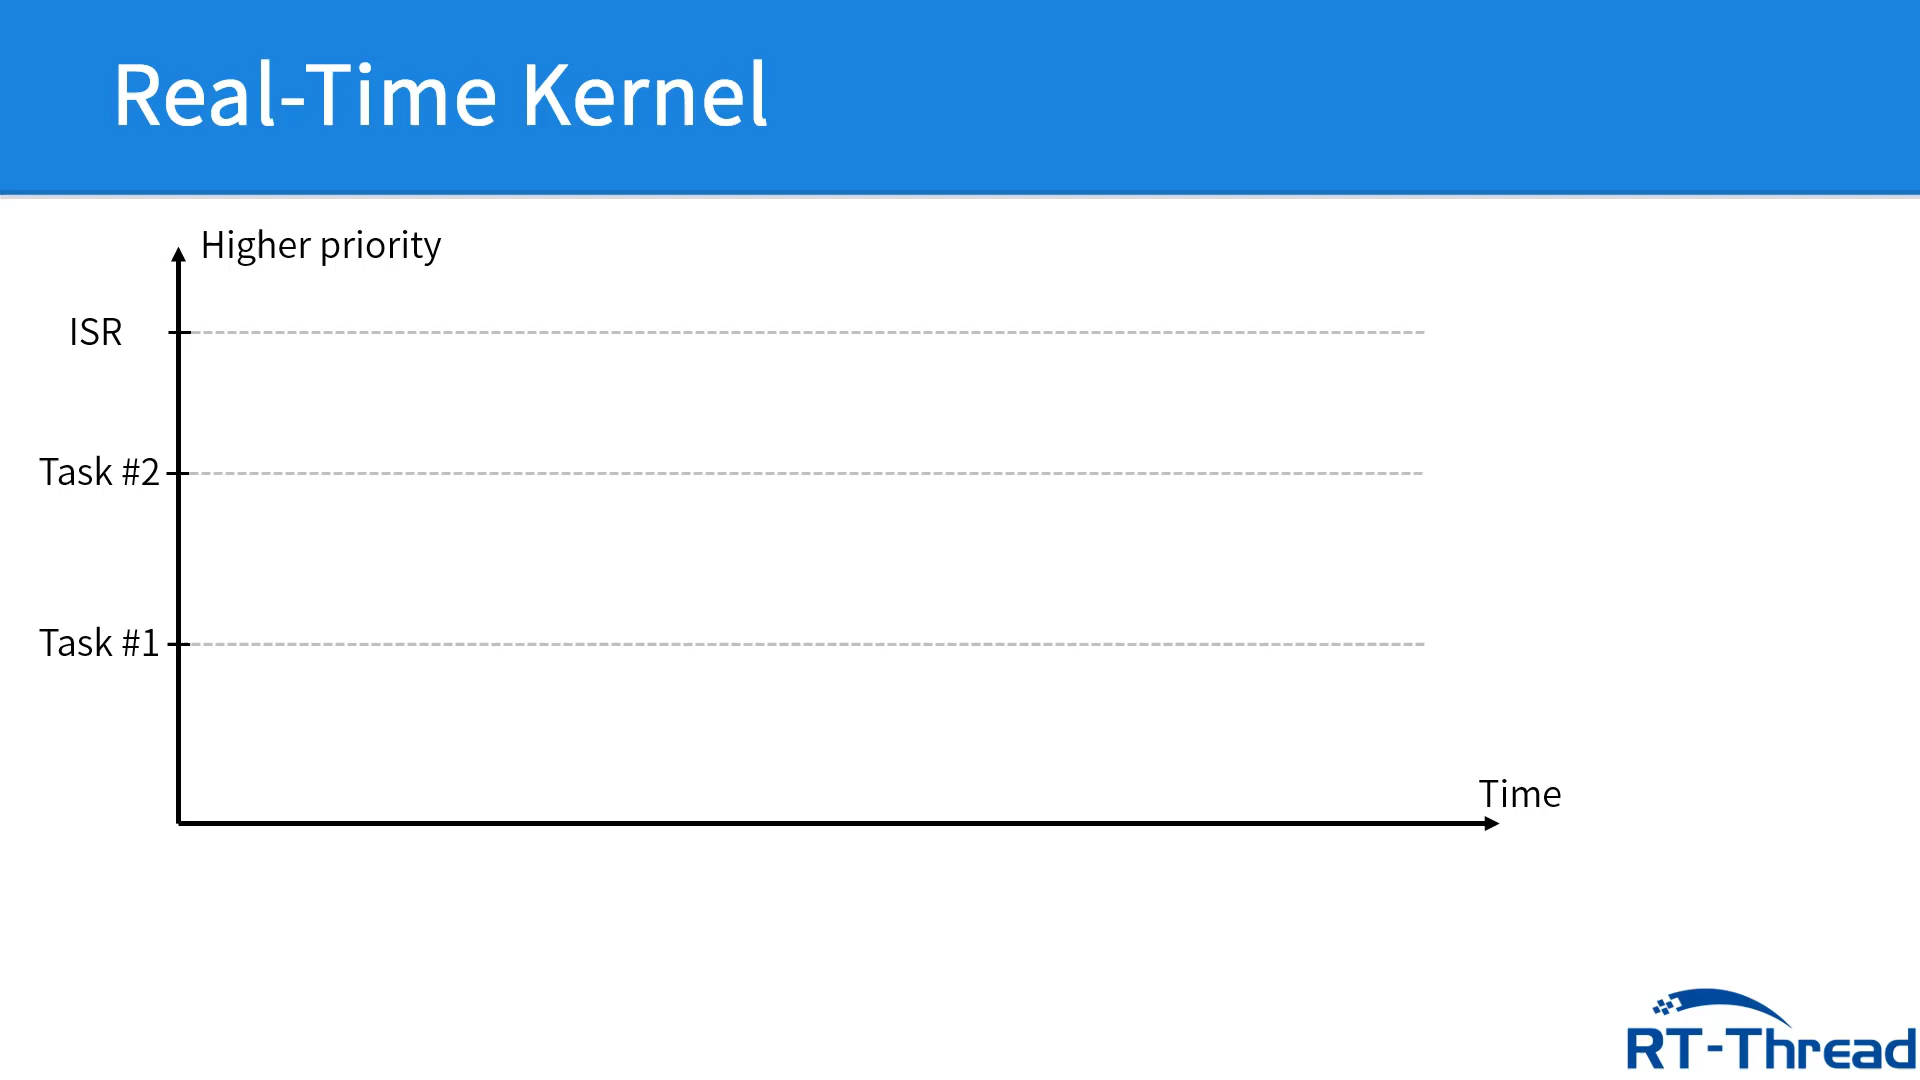 Real-Time Kernel
Higher priority
ISR
Task #2
Task #1
Time
RT-Thread